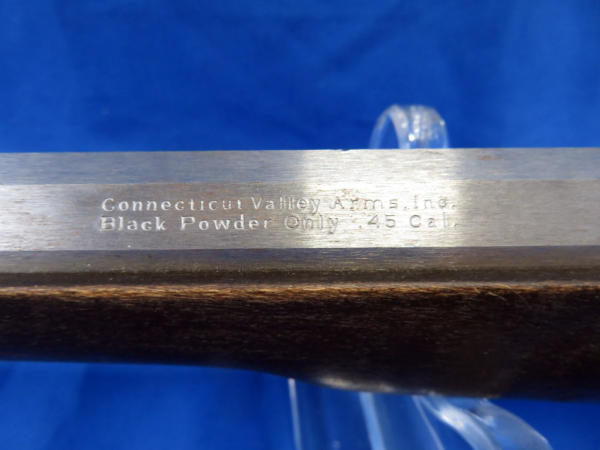 Connecticut Valley Arms, Inc.
Black Powder Only .45 Cal.